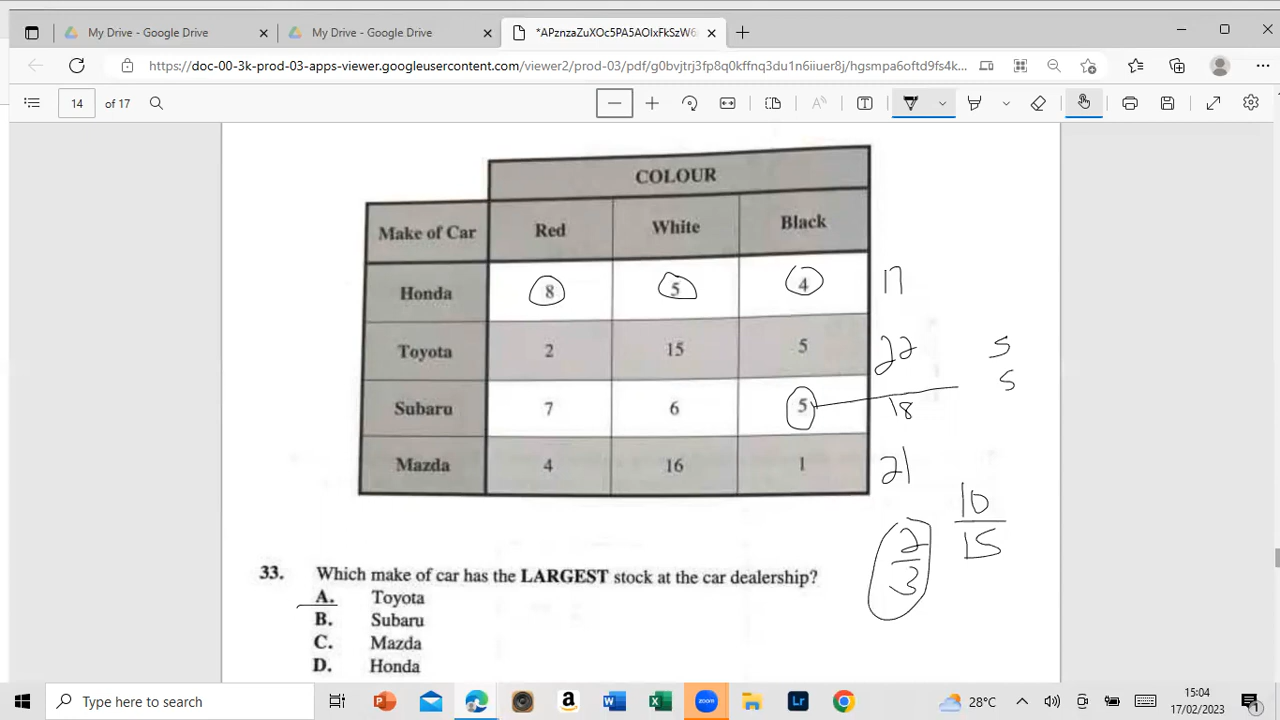 My Drive - Google Drive
My Drive - Google Drive
*APznzaZuXOc5PA5AOIxFkSzW6
https://doc-00-3k-prod-03-apps-viewer.googleusercontent.com/viewer2/prod-03/pdf/g0bvjtrj3fp8q0kffnq3du1n6iiuer8j/hgsmpa6oftd9fs4k...
14 of 17
COLOUR
Make of Car Red White Black
Honda 8 5 4 17
Toyota 2 15 5 22 5
5
Subaru 7 6 5 18
Mazda 4 16 1 21
10
15
2
3
33. Which make of car has the LARGEST stock at the car dealership?
A. Toyota
B. Subaru
C. Mazda
D. Honda
Type here to search
zoom
Lr
28°C
15:04
17/02/2023